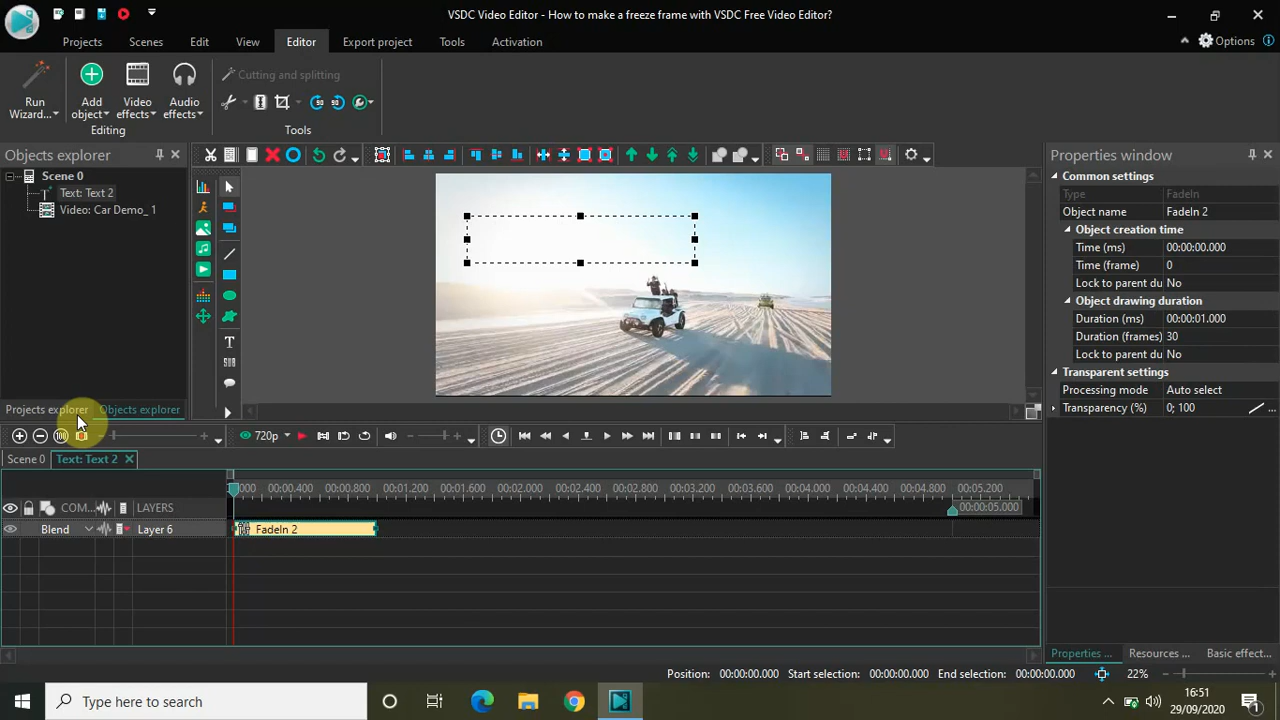 VSDC Video Editor - How to make a freeze frame with VSDC Free Video Editor?
Projects Scenes Edit View Editor Export project Tools Activation Options
Run Wizard... Add object Video effects Audio effects
Cutting and splitting
Editing Tools
Objects explorer
Scene 0
Text: Text 2
Video: Car Demo_ 1
Projects explorer Objects explorer
Properties window
Common settings
Type FadeIn
Object name FadeIn 2
Object creation time
Time (ms) 00:00:00.000
Time (frame) 0
Lock to parent du No
Object drawing duration
Duration (ms) 00:00:01.000
Duration (frames) 30
Lock to parent du No
Transparent settings
Processing mode Auto select
Transparency (%) 0; 100 ...
720p
Scene 0 Text: Text 2
000 00:00.400 00:00.800 00:01.200 00:01.600 00:02.000 00:02.400 00:02.800 00:03.200 00:03.600 00:04.000 00:04.400 00:04.800 00:05.200
COM... LAYERS 00:00:05.000
Blend Layer 6 FadeIn 2
Properties ... Resources ... Basic effect...
Position: 00:00:00.000 Start selection: 00:00:00.000 End selection: 00:00:00.000 22%
Type here to search
16:51
29/09/2020
1